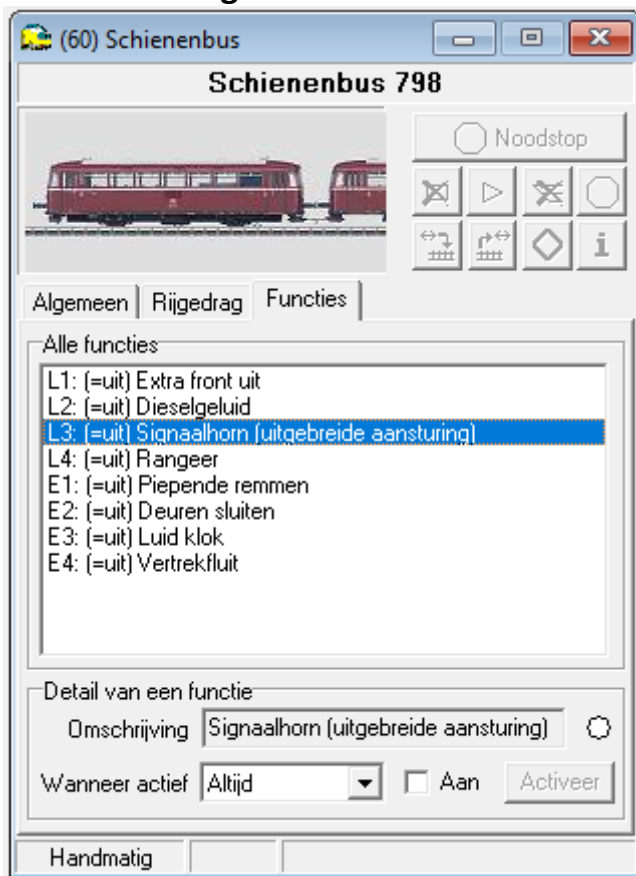 (60) Schienenbus
Schienenbus 798
Noodstop
i
Algemeen Rijgedrag Functies
Alle functies
L1: (=uit) Extra front uit
L2: (=uit) Dieselgeluid
L3: (=uit) Signaalhorn (uitgebreide aansturing)
L4: (=uit) Rangeer
E1: (=uit) Piepende remmen
E2: (=uit) Deuren sluiten
E3: (=uit) Luid klok
E4: (=uit) Vertrekfluit
Detail van een functie
Omschrijving Signaalhorn (uitgebreide aansturing)
Wanneer actief Altijd Aan Activeer
Handmatig